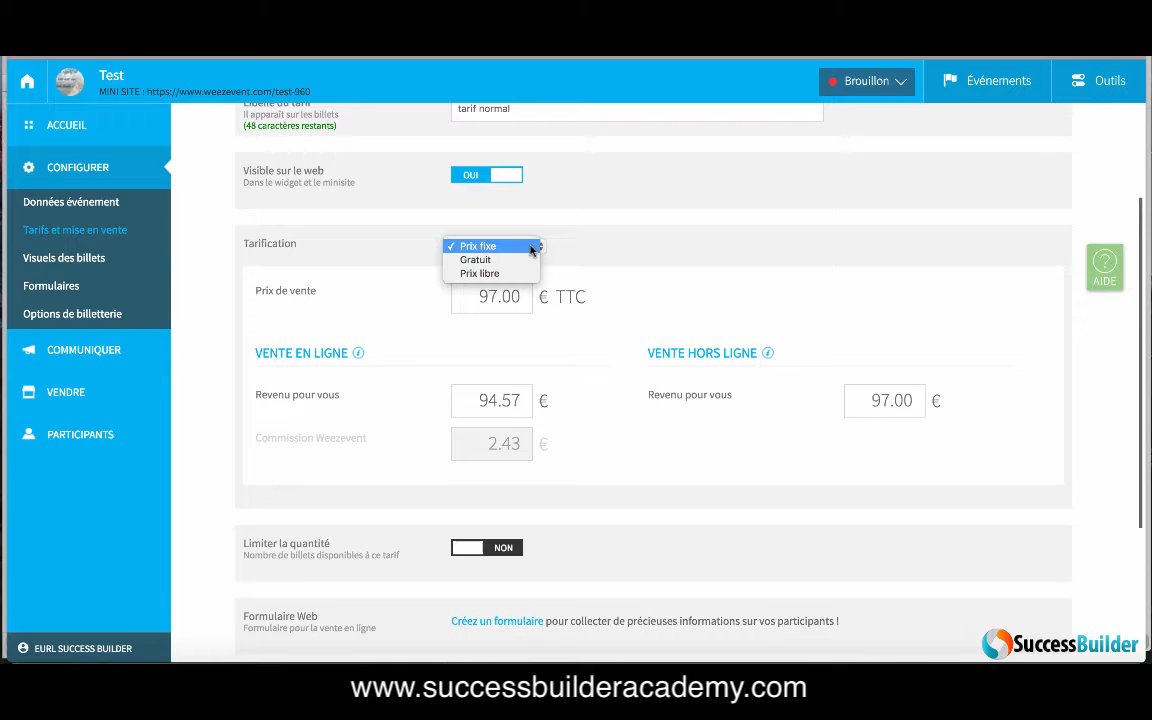 Test
MINI SITE : https://www.weezevent.com/test-960
Brouillon
Événements
Outils
ACCUEIL
CONFIGURER
Données événement
Tarifs et mise en vente
Visuels des billets
Formulaires
Options de billetterie
COMMUNIQUER
VENDRE
PARTICIPANTS
EURL SUCCESS BUILDER
Libellé du tarif
Il apparaît sur les billets
(48 caractères restants)
tarif normal
Visible sur le web
Dans le widget et le minisite
OUI
Tarification
✓ Prix fixe
Gratuit
Prix libre
Prix de vente
97.00 € TTC
VENTE EN LIGNE
Revenu pour vous
94.57 €
Commission Weezevent
2.43 €
VENTE HORS LIGNE
Revenu pour vous
97.00 €
Limiter la quantité
Nombre de billets disponibles à ce tarif
NON
Formulaire Web
Formulaire pour la vente en ligne
Créez un formulaire pour collecter de précieuses informations sur vos participants !
?
AIDE
SuccessBuilder
www.successbuilderacademy.com